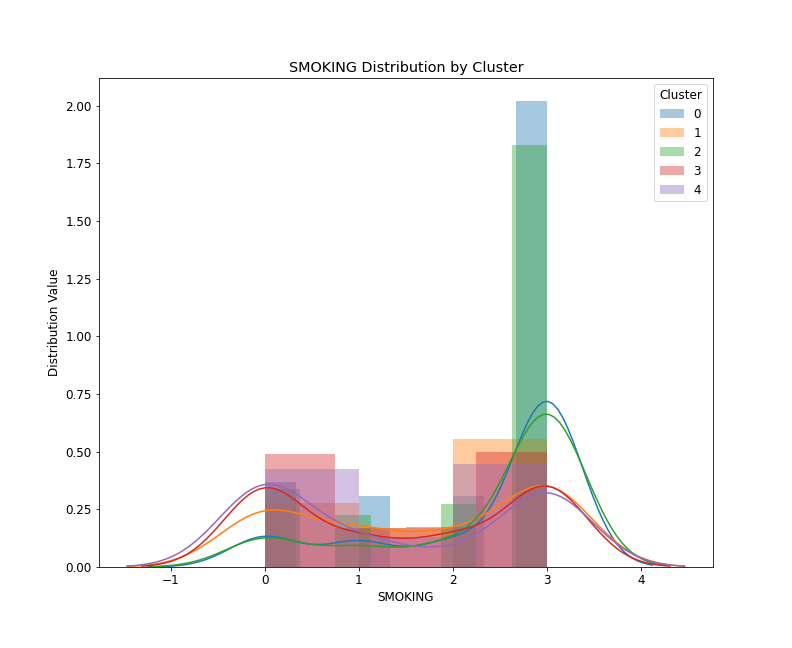 SMOKING Distribution by Cluster
Cluster
0
1
2
3
4
Distribution Value
2.00
1.75
1.50
1.25
1.00
0.75
0.50
0.25
0.00
−1 0 1 2 3 4
SMOKING